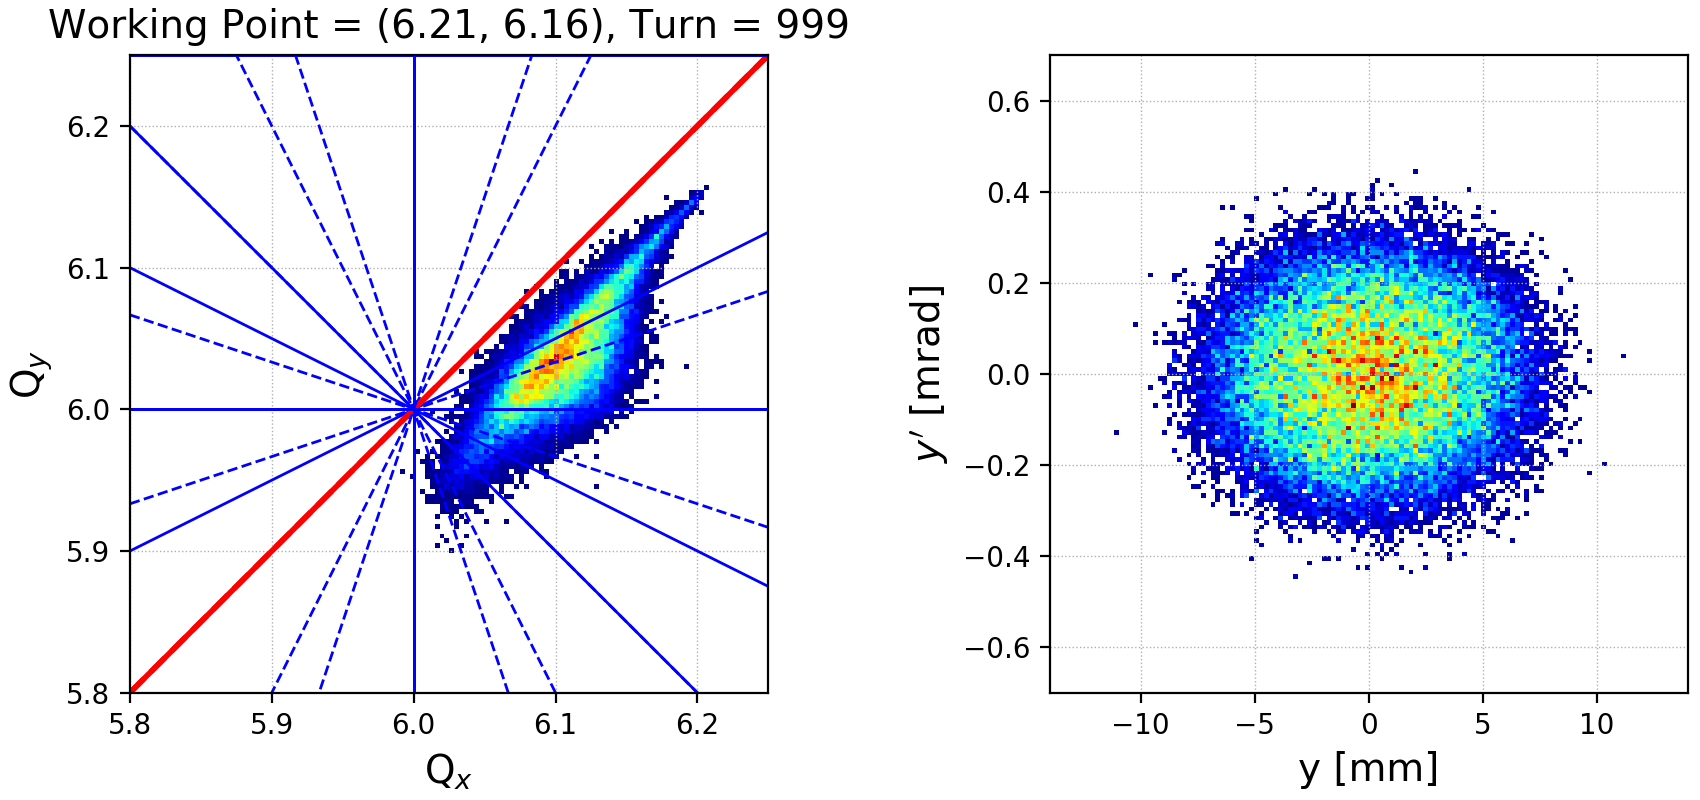 Working Point = (6.21, 6.16), Turn = 999
6.2
6.1
6.0
5.9
5.8
5.8 5.9 6.0 6.1 6.2
Qy
Qx
0.6
0.4
0.2
0.0
−0.2
−0.4
−0.6
−10 −5 0 5 10
y′ [mrad]
y [mm]